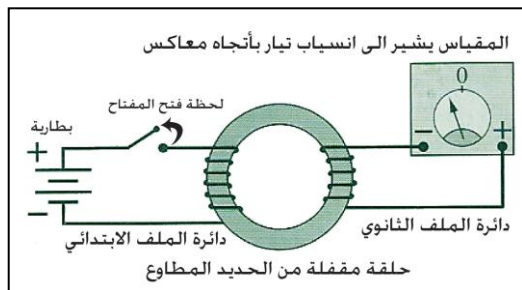 المقياس يشير الى انسياب تيار بأتجاه معاكس
0
لحظة فتح المفتاح
بطارية
+
−
− +
دائرة الملف الابتدائي
دائرة الملف الثانوي
حلقة مقفلة من الحديد المطاوع